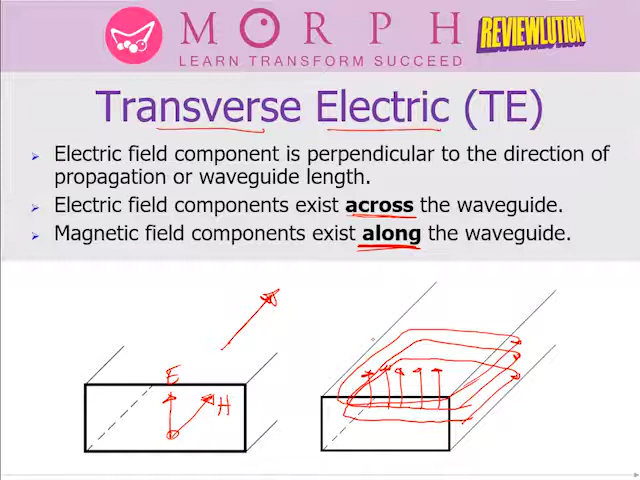 MORPH
REVIEWLUTION
LEARN TRANSFORM SUCCEED
Transverse Electric (TE)
Electric field component is perpendicular to the direction of
propagation or waveguide length.
Electric field components exist across the waveguide.
Magnetic field components exist along the waveguide.
E
H